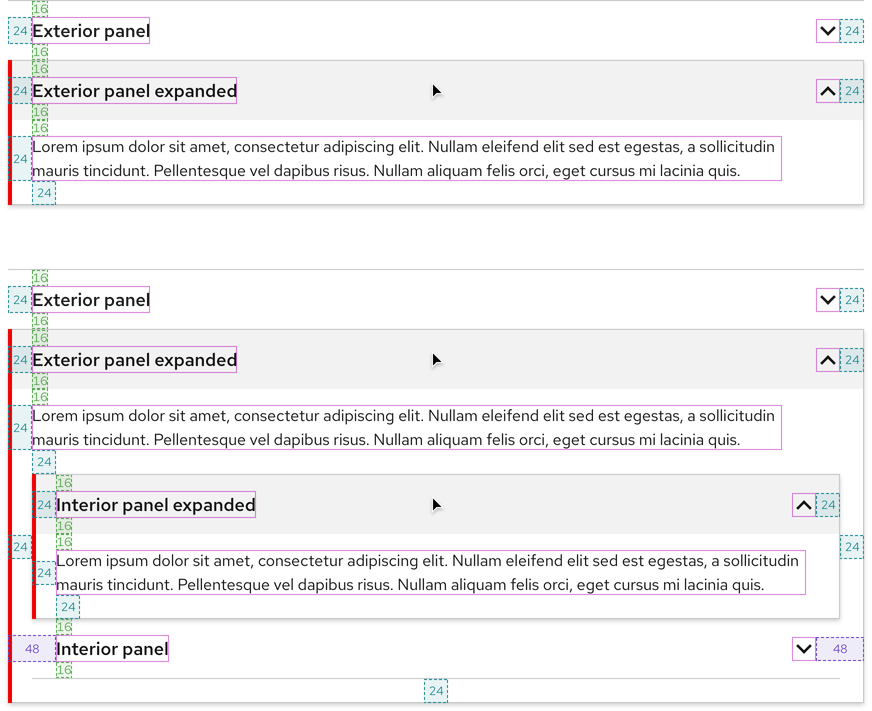 16
24 Exterior panel 24
16
16
24 Exterior panel expanded 24
16
16
Lorem ipsum dolor sit amet, consectetur adipiscing elit. Nullam eleifend elit sed est egestas, a sollicitudin
24
mauris tincidunt. Pellentesque vel dapibus risus. Nullam aliquam felis orci, eget cursus mi lacinia quis.
24
16
24 Exterior panel 24
16
16
24 Exterior panel expanded 24
16
16
Lorem ipsum dolor sit amet, consectetur adipiscing elit. Nullam eleifend elit sed est egestas, a sollicitudin
24
mauris tincidunt. Pellentesque vel dapibus risus. Nullam aliquam felis orci, eget cursus mi lacinia quis.
24
16
24 Interior panel expanded 24
16
16
24 24
Lorem ipsum dolor sit amet, consectetur adipiscing elit. Nullam eleifend elit sed est egestas, a sollicitudin
24
mauris tincidunt. Pellentesque vel dapibus risus. Nullam aliquam felis orci, eget cursus mi lacinia quis.
24
16
48 Interior panel 48
16
24